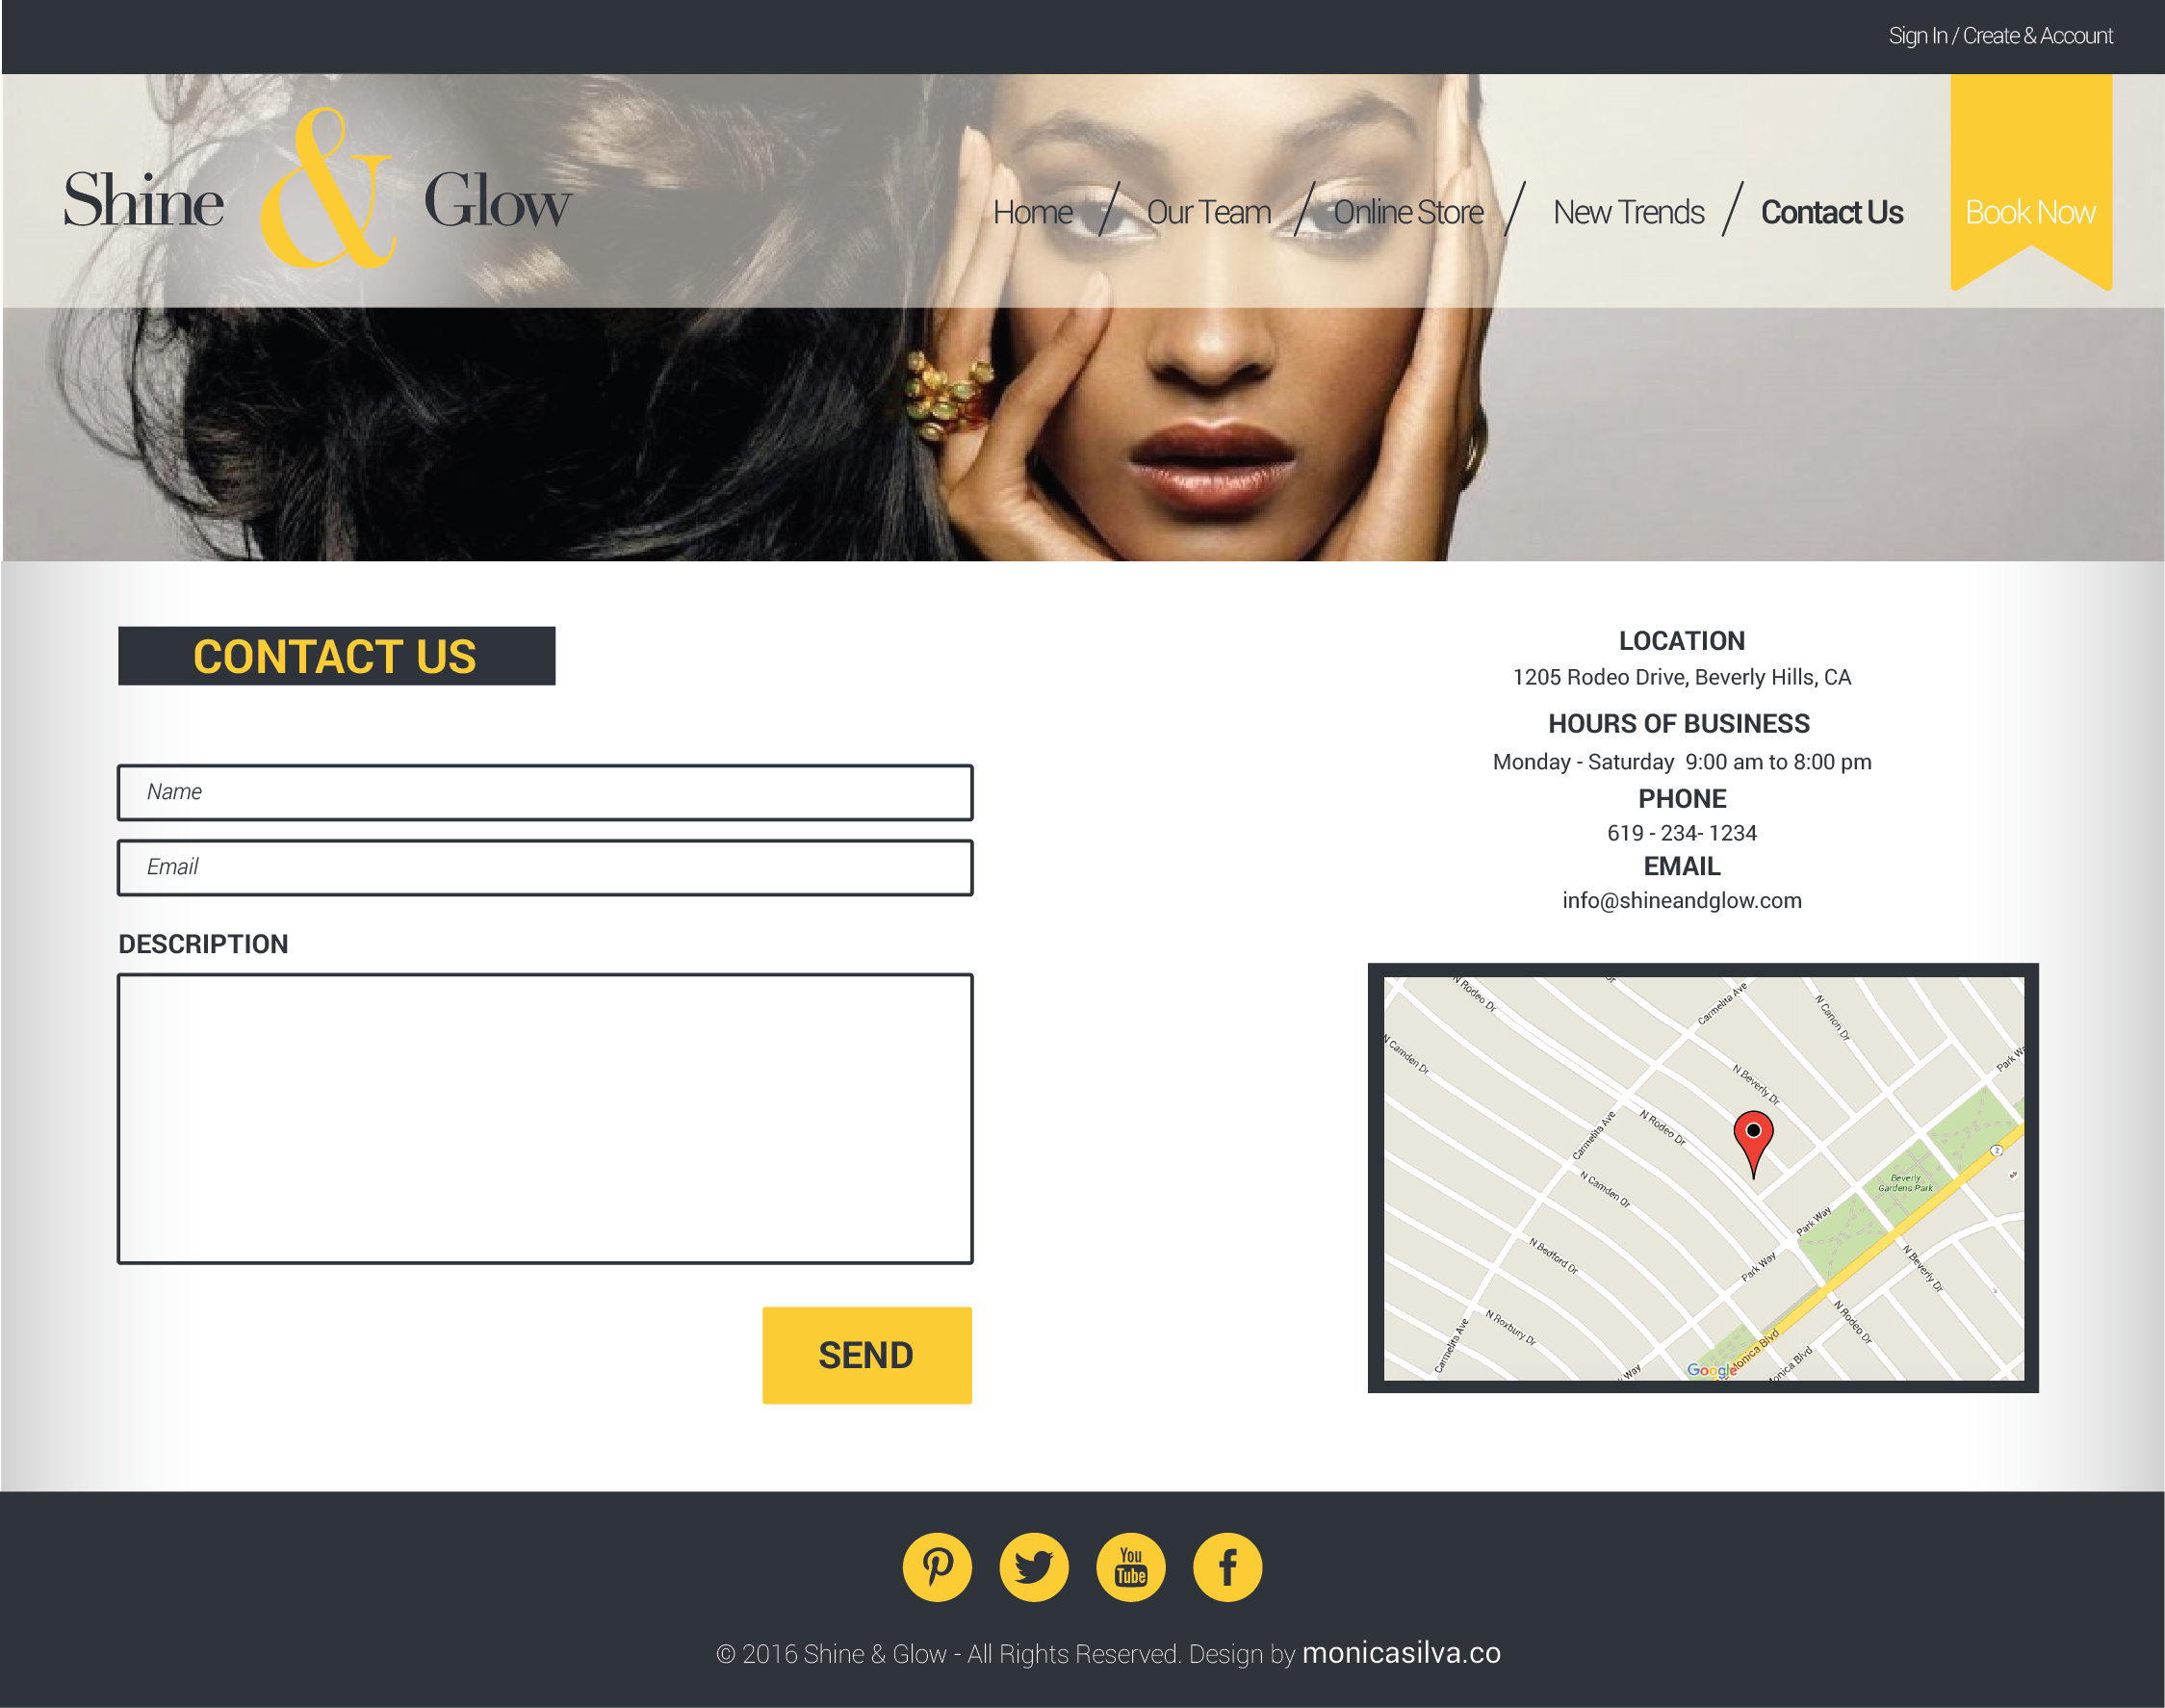 Sign In / Create & Account
Shine & Glow
Home / Our Team / Online Store / New Trends / Contact Us
Book Now
CONTACT US
Name
Email
DESCRIPTION
SEND
LOCATION
1205 Rodeo Drive, Beverly Hills, CA
HOURS OF BUSINESS
Monday - Saturday 9:00 am to 8:00 pm
PHONE
619 - 234- 1234
EMAIL
info@shineandglow.com
N Rodeo Dr
Carmelita Ave
N Canon Dr
N Camden Dr
N Beverly Dr
Park
Carmelita Ave
N Rodeo Dr
2
Beverly
Gardens Park
N Camden Dr
Park Way
N Bedford Dr
Park Way
N Beverly Dr
N Roxbury Dr
N Rodeo Dr
Carmelita Ave
Way
Google
onica Blvd
onica Blvd
You
Tube
© 2016 Shine & Glow - All Rights Reserved. Design by monicasilva.co